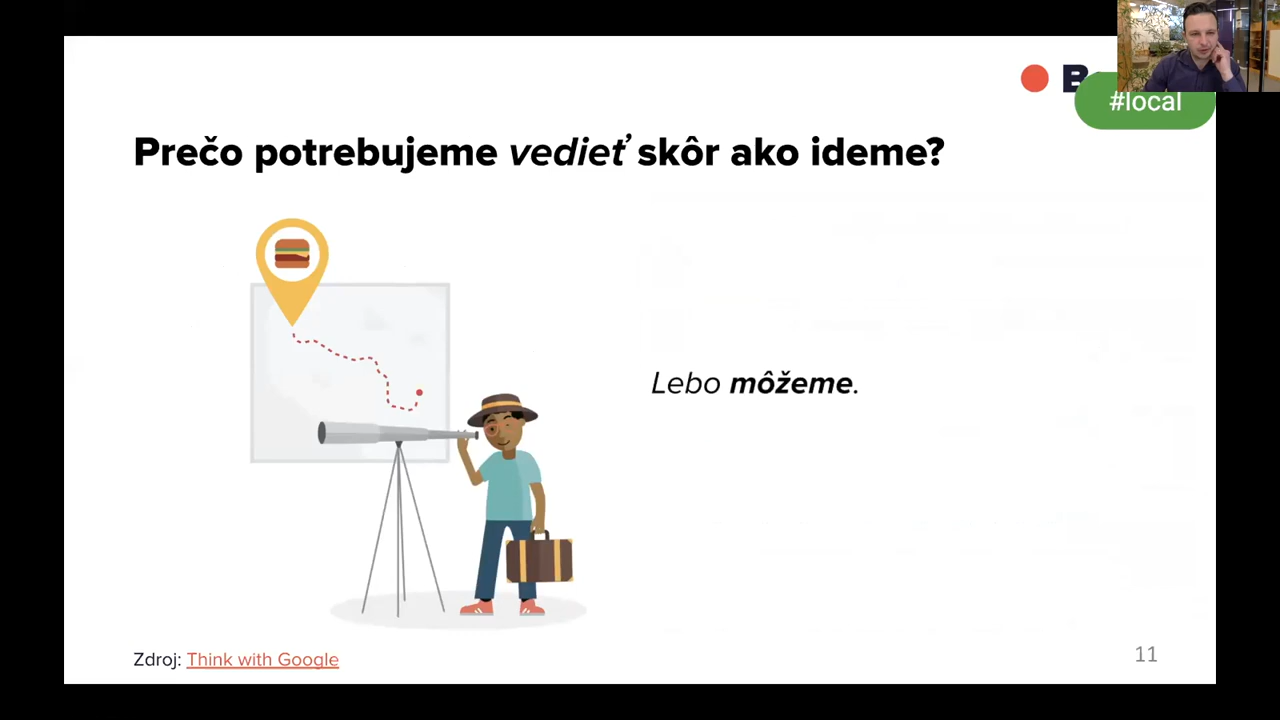 #local
Prečo potrebujeme vedieť skôr ako ideme?
Lebo môžeme.
Zdroj: Think with Google
11